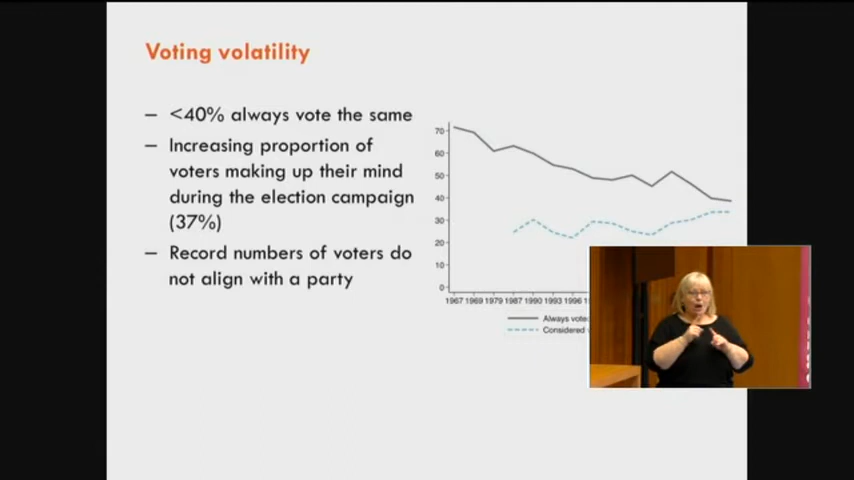 Voting volatility
– <40% always vote the same
– Increasing proportion of
voters making up their mind
during the election campaign
(37%)
– Record numbers of voters do
not align with a party
70
60
50
40
30
20
10
0
1967 1969 1979 1987 1990 1993 1996
Always
Considered